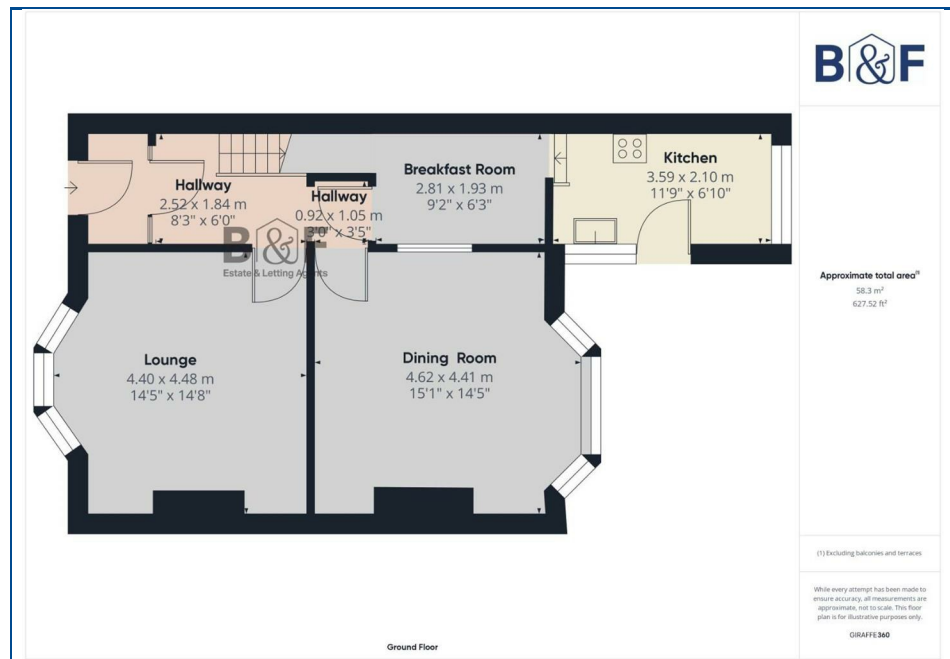 B&F
Hallway
2.52 x 1.84 m
8'3" x 6'0"
Hallway
0.92 x 1.05 m
3'0" x 3'5"
Breakfast Room
2.81 x 1.93 m
9'2" x 6'3"
Kitchen
3.59 x 2.10 m
11'9" x 6'10"
B&F
Estate & Letting Agents
Lounge
4.40 x 4.48 m
14'5" x 14'8"
Dining Room
4.62 x 4.41 m
15'1" x 14'5"
Ground Floor
Approximate total area⁽¹⁾
58.3 m²
627.52 ft²
(1) Excluding balconies and terraces
While every attempt has been made to
ensure accuracy, all measurements are
approximate, not to scale. This floor
plan is for illustrative purposes only.
GIRAFFE360